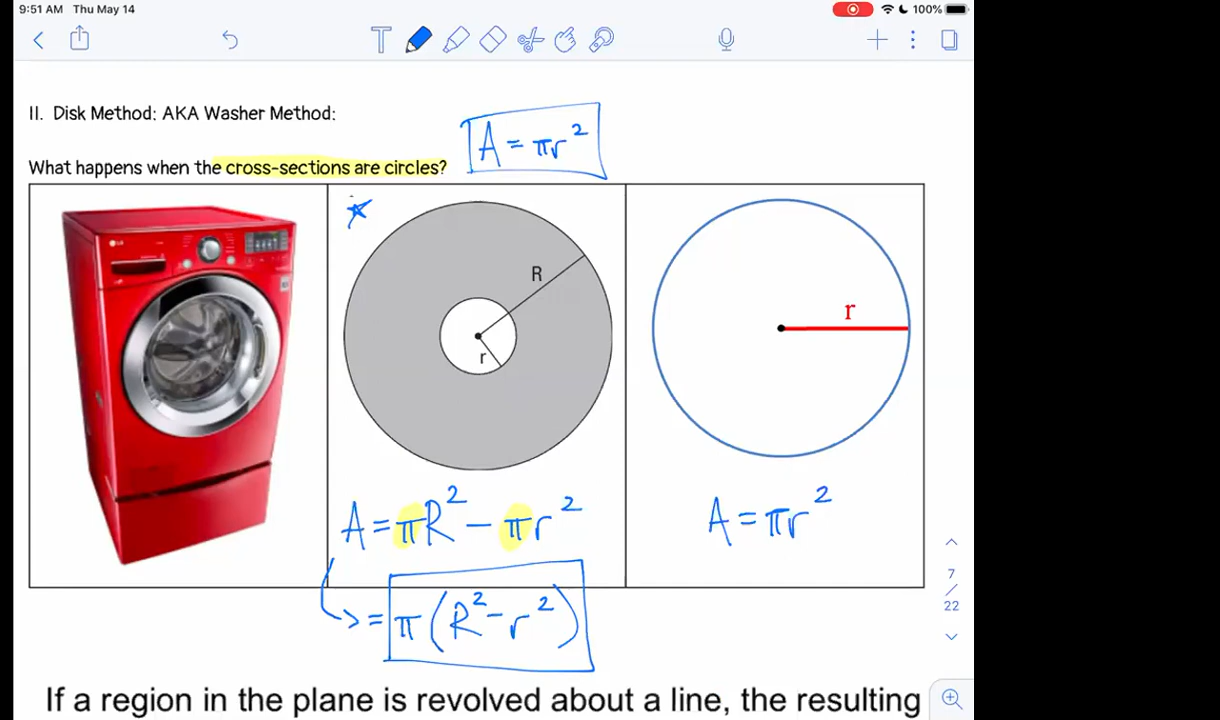 9:51 AM Thu May 14
100%
II. Disk Method: AKA Washer Method:
A = πr²
What happens when the cross-sections are circles?
LG
R
r
r
A = πR² − πr²
A = πr²
= π(R² − r²)
7
/
22
If a region in the plane is revolved about a line, the resulting